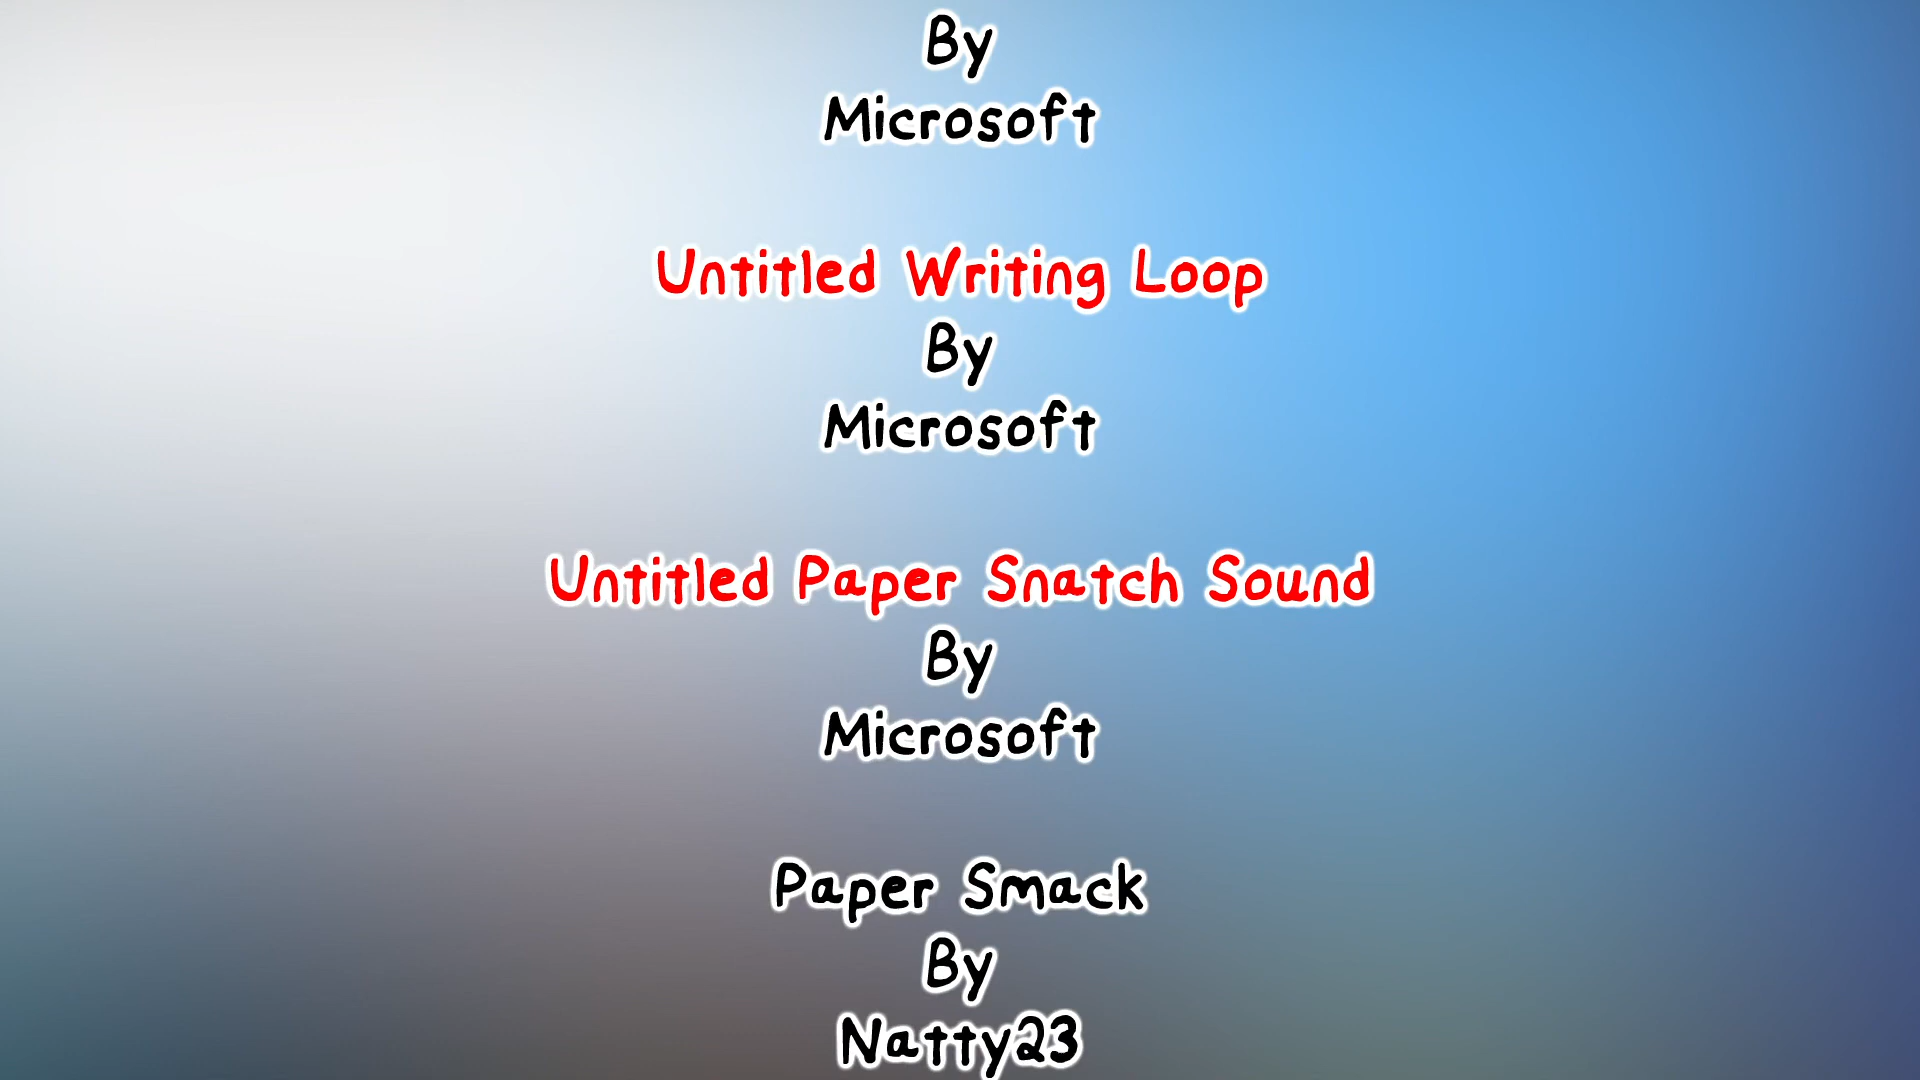 By
Microsoft
Untitled Writing Loop
By
Microsoft
Untitled Paper Snatch Sound
By
Microsoft
Paper Smack
By
Natty23